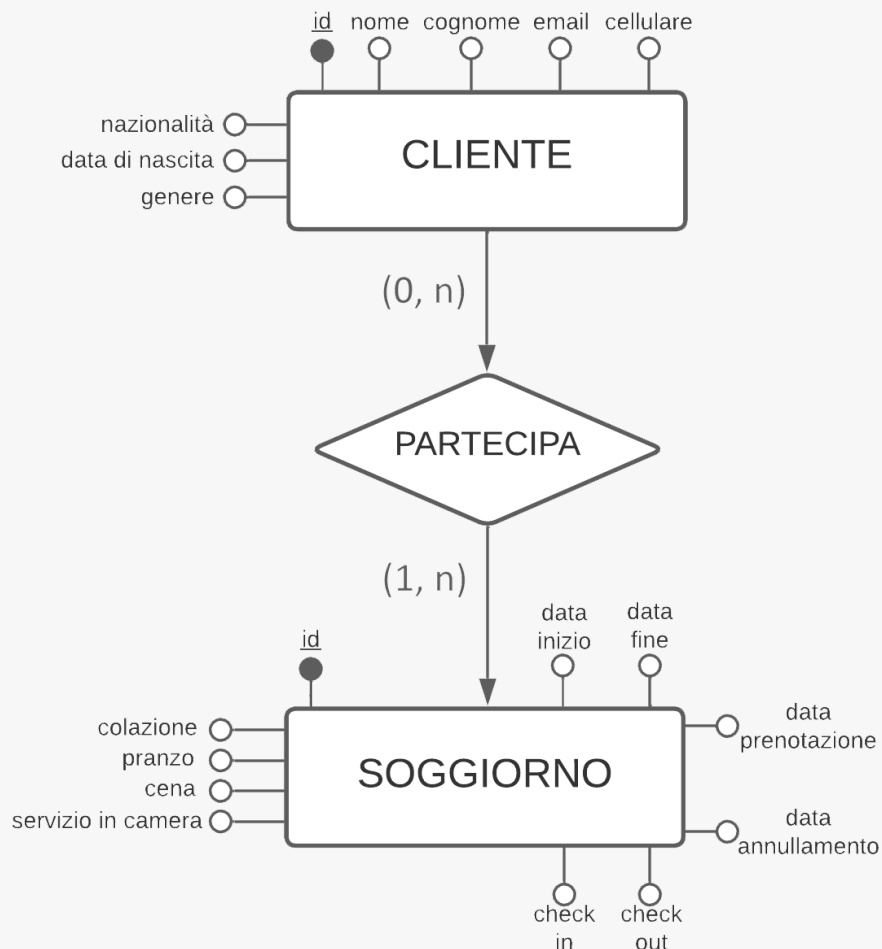 id nome cognome email cellulare
nazionalità
data di nascita
genere
CLIENTE
(0, n)
PARTECIPA
(1, n)
id
data
inizio
data
fine
colazione
pranzo
cena
servizio in camera
SOGGIORNO
data
prenotazione
data
annullamento
check
in
check
out